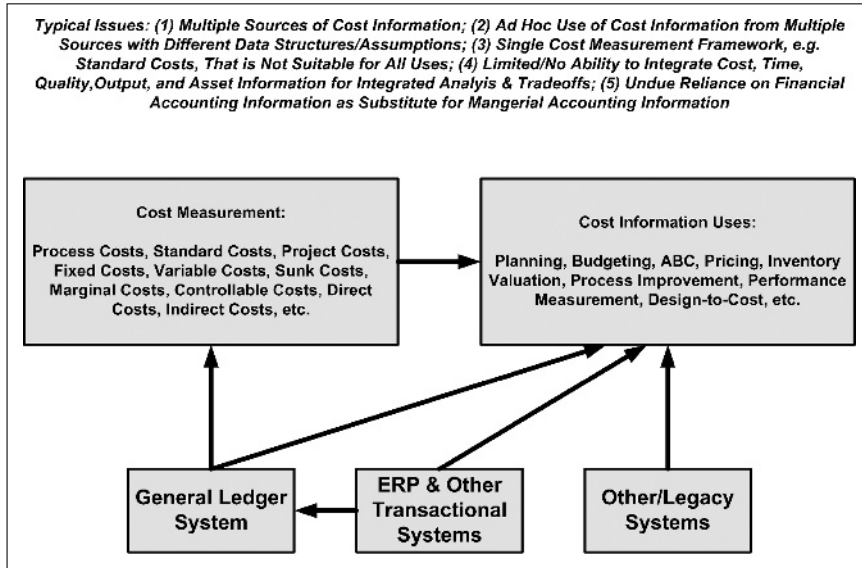 Typical Issues: (1) Multiple Sources of Cost Information; (2) Ad Hoc Use of Cost Information from Multiple
Sources with Different Data Structures/Assumptions; (3) Single Cost Measurement Framework, e.g.
Standard Costs, That is Not Suitable for All Uses; (4) Limited/No Ability to Integrate Cost, Time,
Quality,Output, and Asset Information for Integrated Analyis & Tradeoffs; (5) Undue Reliance on Financial
Accounting Information as Substitute for Mangerial Accounting Information
Cost Measurement:
Process Costs, Standard Costs, Project Costs,
Fixed Costs, Variable Costs, Sunk Costs,
Marginal Costs, Controllable Costs, Direct
Costs, Indirect Costs, etc.
Cost Information Uses:
Planning, Budgeting, ABC, Pricing, Inventory
Valuation, Process Improvement, Performance
Measurement, Design-to-Cost, etc.
General Ledger
System
ERP & Other
Transactional
Systems
Other/Legacy
Systems